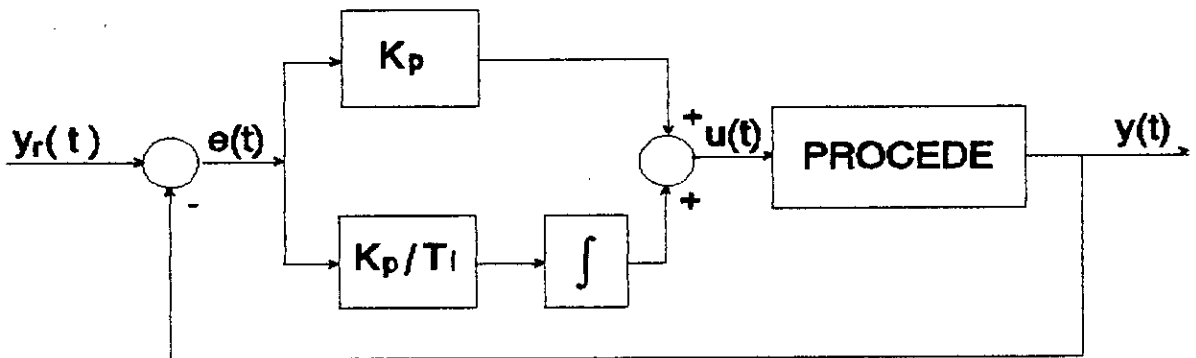 Kp
yr(t)
e(t)
+
u(t)
PROCEDE
y(t)
-
+
Kp/Ti
∫